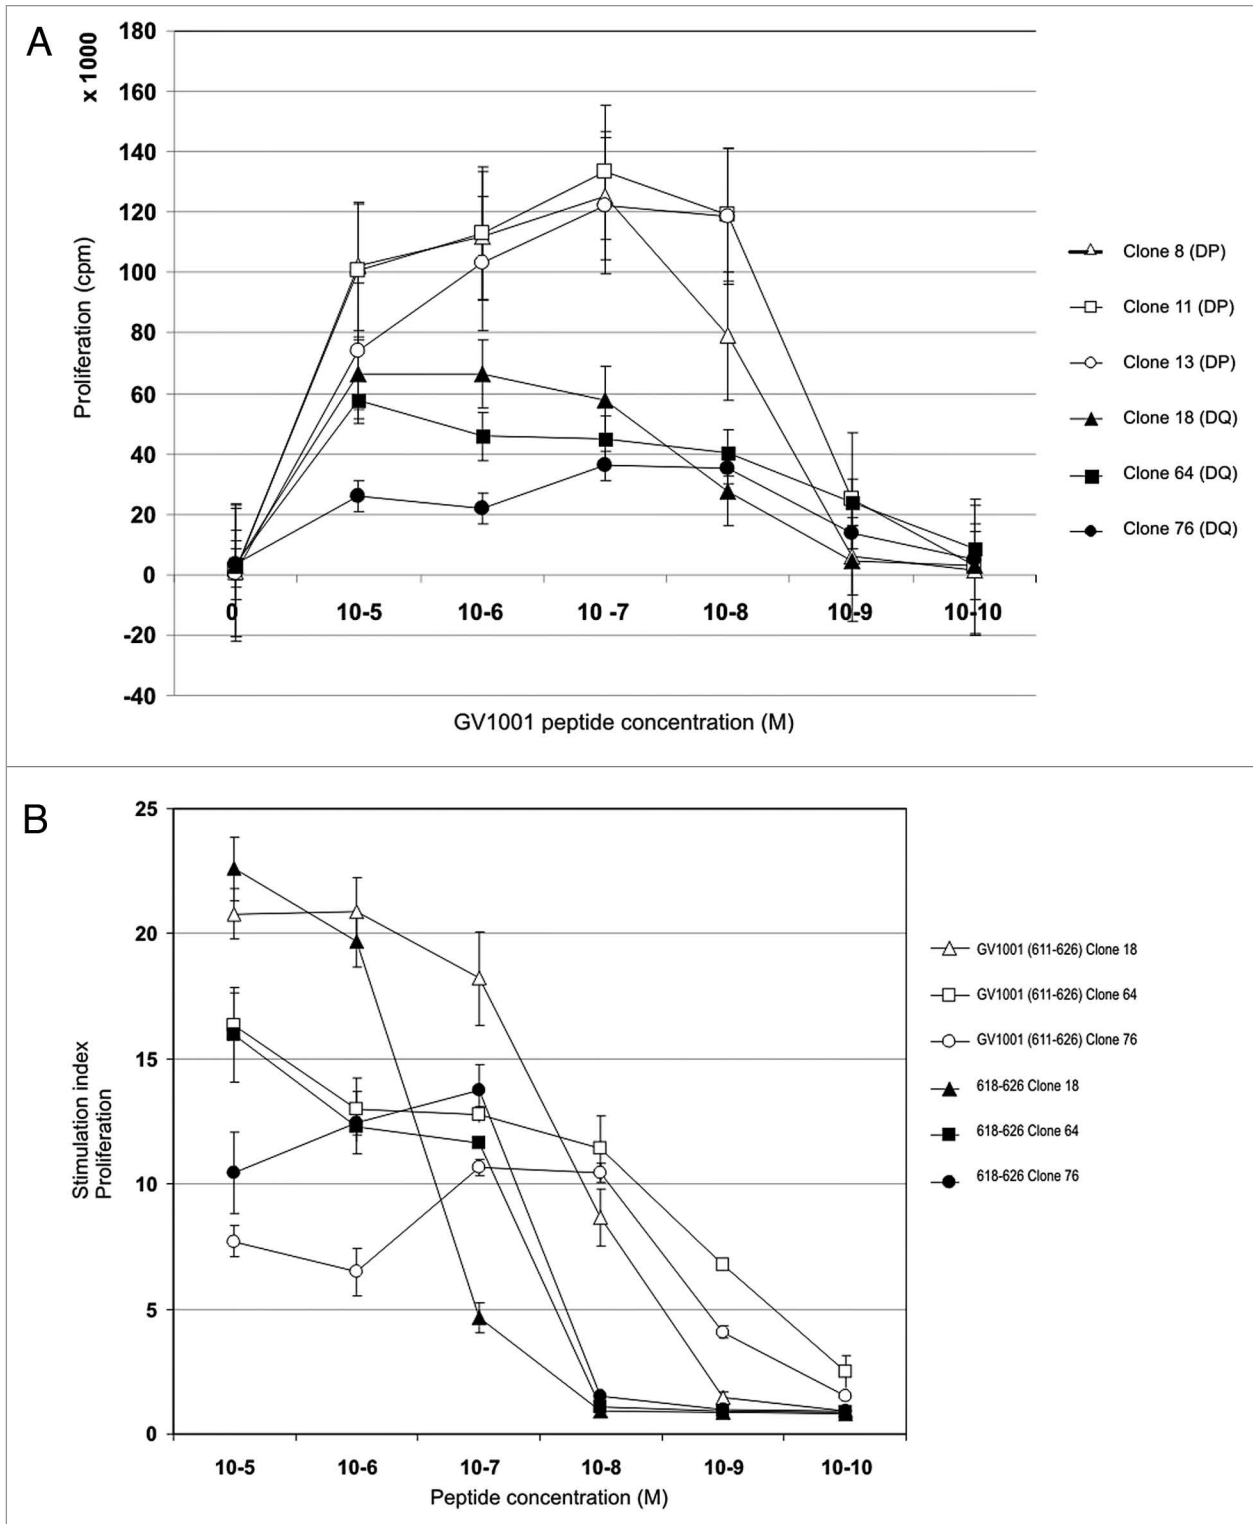 A
x 1000
Proliferation (cpm)
180
160
140
120
100
80
60
40
20
0
-20
-40
0 10-5 10-6 10 -7 10-8 10-9 10-10
GV1001 peptide concentration (M)
Clone 8 (DP)
Clone 11 (DP)
Clone 13 (DP)
Clone 18 (DQ)
Clone 64 (DQ)
Clone 76 (DQ)
B
Stimulation index
Proliferation
25
20
15
10
5
0
10-5 10-6 10-7 10-8 10-9 10-10
Peptide concentration (M)
GV1001 (611-626) Clone 18
GV1001 (611-626) Clone 64
GV1001 (611-626) Clone 76
618-626 Clone 18
618-626 Clone 64
618-626 Clone 76